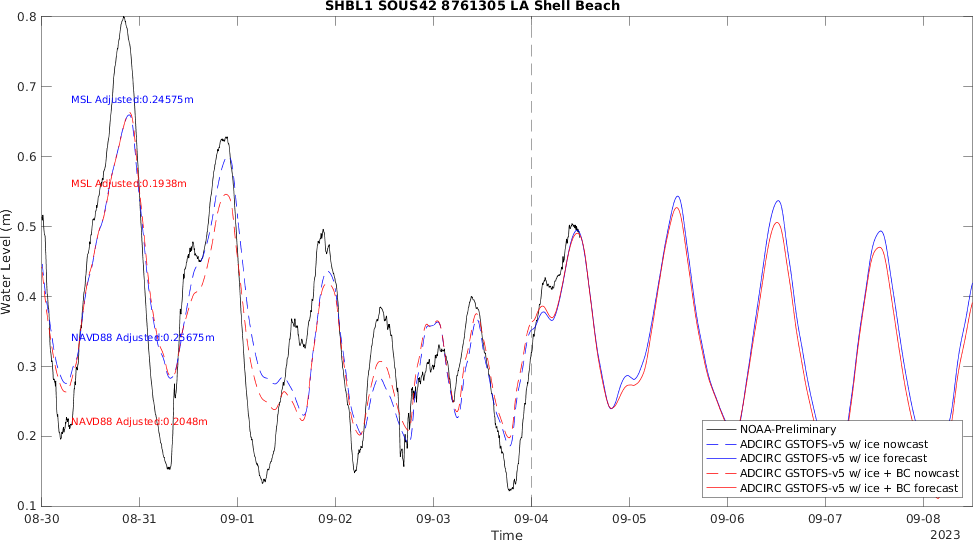 SHBL1 SOUS42 8761305 LA Shell Beach
0.8
0.7
0.6
0.5
0.4
0.3
0.2
0.1
Water Level (m)
MSL Adjusted:0.24575m
MSL Adjusted:0.1938m
NAVD88 Adjusted:0.25675m
NAVD88 Adjusted:0.2048m
NOAA-Preliminary
ADCIRC GSTOFS-v5 w/ ice nowcast
ADCIRC GSTOFS-v5 w/ ice forecast
ADCIRC GSTOFS-v5 w/ ice + BC nowcast
ADCIRC GSTOFS-v5 w/ ice + BC forecast
08-30 08-31 09-01 09-02 09-03 09-04 09-05 09-06 09-07 09-08
Time
2023